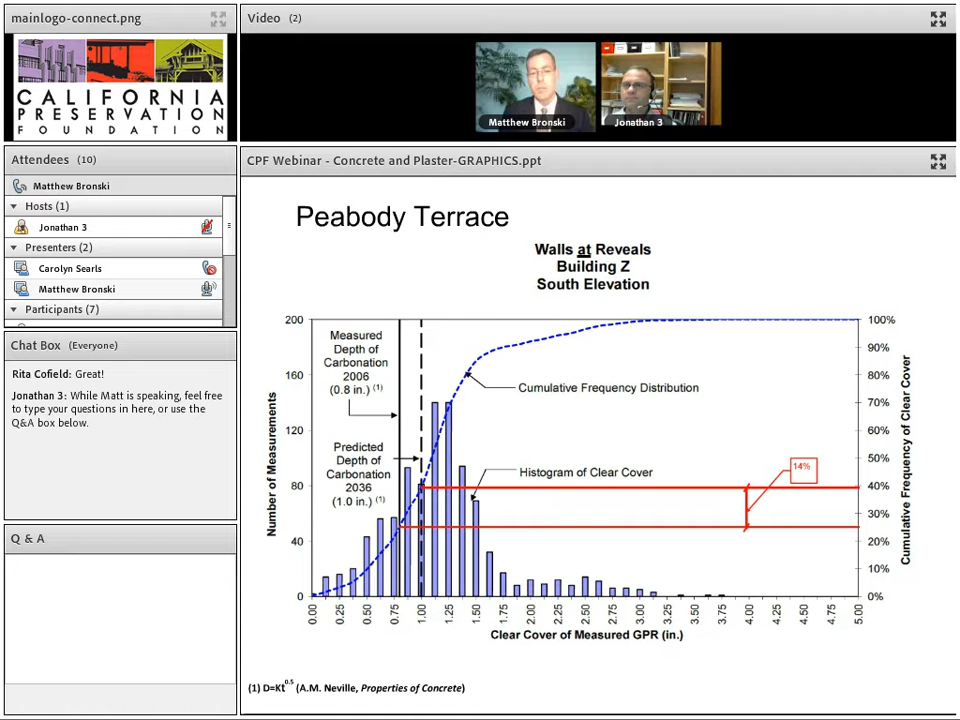 mainlogo-connect.png
CALIFORNIA
PRESERVATION
FOUNDATION
Video (2)
Matthew Bronski
Jonathan 3
Attendees (10)
Matthew Bronski
Hosts (1)
Jonathan 3
Presenters (2)
Carolyn Searls
Matthew Bronski
Participants (7)
Chat Box (Everyone)
Rita Cofield: Great!
Jonathan 3: While Matt is speaking, feel free
to type your questions in here, or use the
Q&A box below.
Q & A
CPF Webinar - Concrete and Plaster-GRAPHICS.ppt
Peabody Terrace
Walls at Reveals
Building Z
South Elevation
Number of Measurements
200
160
120
80
40
0
Measured
Depth of
Carbonation
2006
(0.8 in.) (1)
Predicted
Depth of
Carbonation
2036
(1.0 in.) (1)
Cumulative Frequency Distribution
Histogram of Clear Cover
14%
100%
90%
80%
70%
60%
50%
40%
30%
20%
10%
0%
Cumulative Frequency of Clear Cover
0.00 0.25 0.50 0.75 1.00 1.25 1.50 1.75 2.00 2.25 2.50 2.75 3.00 3.25 3.50 3.75 4.00 4.25 4.50 4.75 5.00
Clear Cover of Measured GPR (in.)
(1) D=Kt0.5 (A.M. Neville, Properties of Concrete)